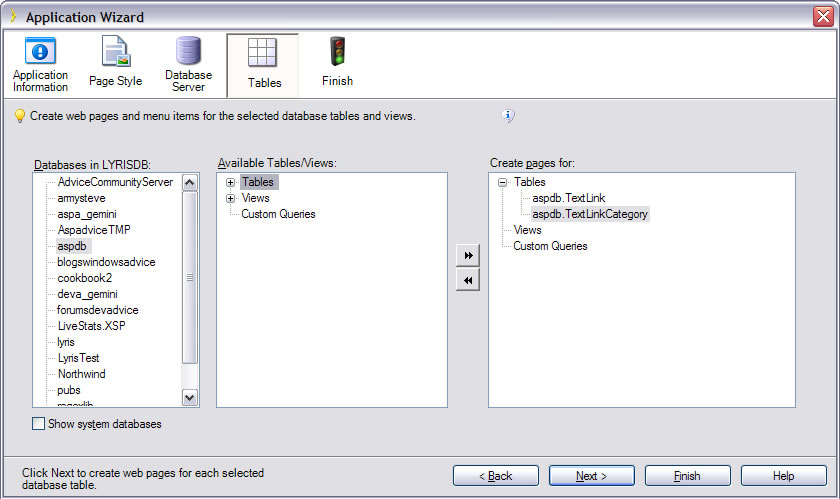 Application Wizard
Application
Information
Page Style
Database
Server
Tables
Finish
Create web pages and menu items for the selected database tables and views.
Databases in LYRISDB:
AdviceCommunityServer
armysteve
aspa_gemini
AspadviceTMP
aspdb
blogswindowsadvice
cookbook2
deva_gemini
forumsdevadvice
LiveStats.XSP
lyris
LyrisTest
Northwind
pubs
regexlib
Show system databases
Available Tables/Views:
Tables
Views
Custom Queries
Create pages for:
Tables
aspdb.TextLink
aspdb.TextLinkCategory
Views
Custom Queries
Click Next to create web pages for each selected
database table.
< Back
Next >
Finish
Help